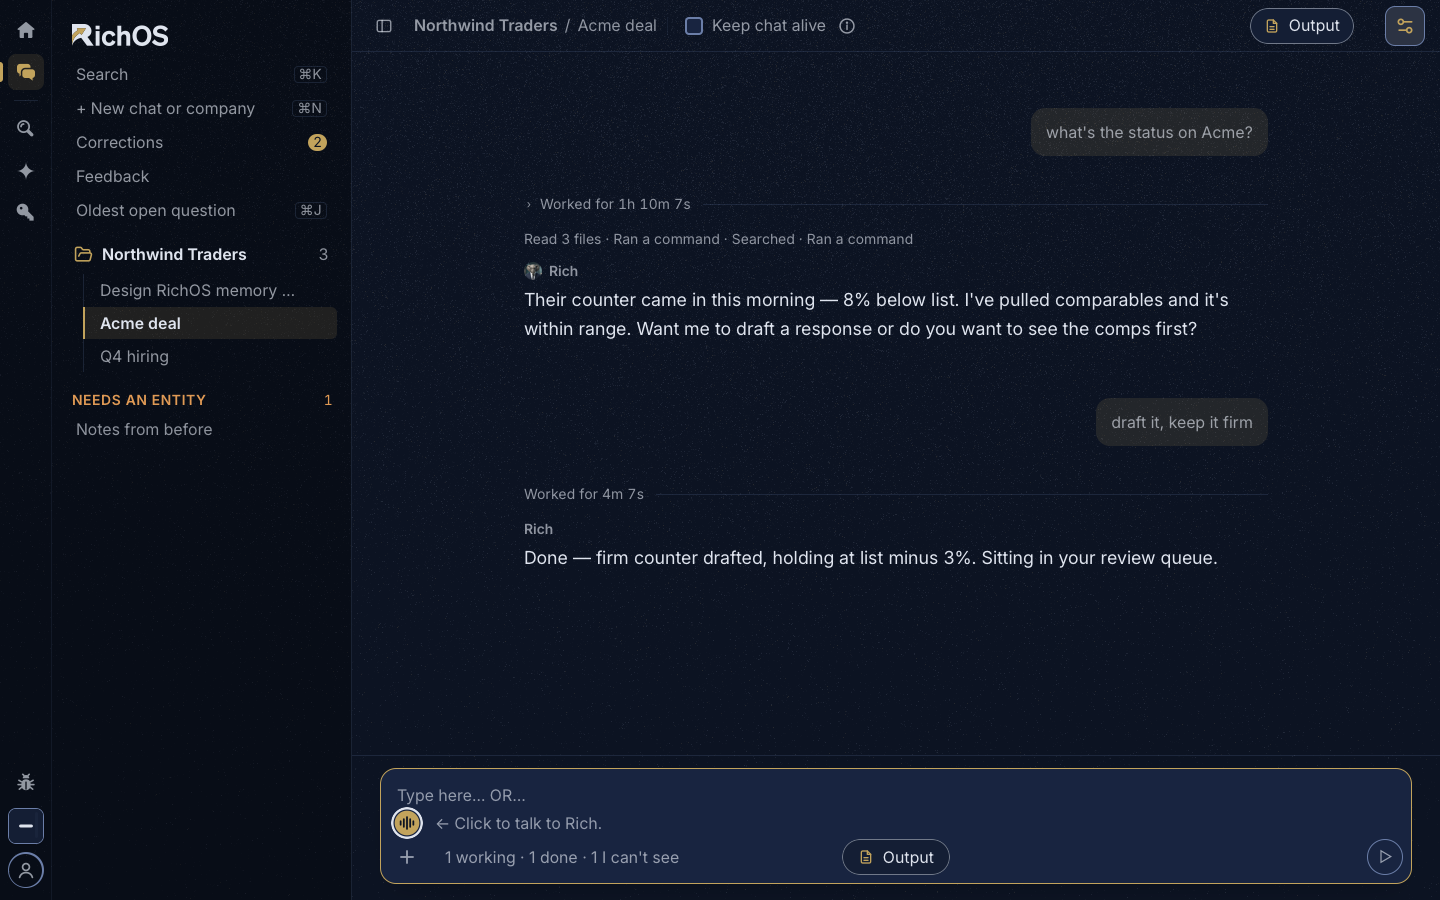 RichOS
Search ⌘K
+ New chat or company ⌘N
Corrections 2
Feedback
Oldest open question ⌘J
Northwind Traders 3
Design RichOS memory ...
Acme deal
Q4 hiring
NEEDS AN ENTITY 1
Notes from before
Northwind Traders / Acme deal Keep chat alive Output
what's the status on Acme?
› Worked for 1h 10m 7s
Read 3 files · Ran a command · Searched · Ran a command
Rich
Their counter came in this morning — 8% below list. I've pulled comparables and it's
within range. Want me to draft a response or do you want to see the comps first?
draft it, keep it firm
Worked for 4m 7s
Rich
Done — firm counter drafted, holding at list minus 3%. Sitting in your review queue.
Type here... OR...
← Click to talk to Rich.
1 working · 1 done · 1 I can't see Output